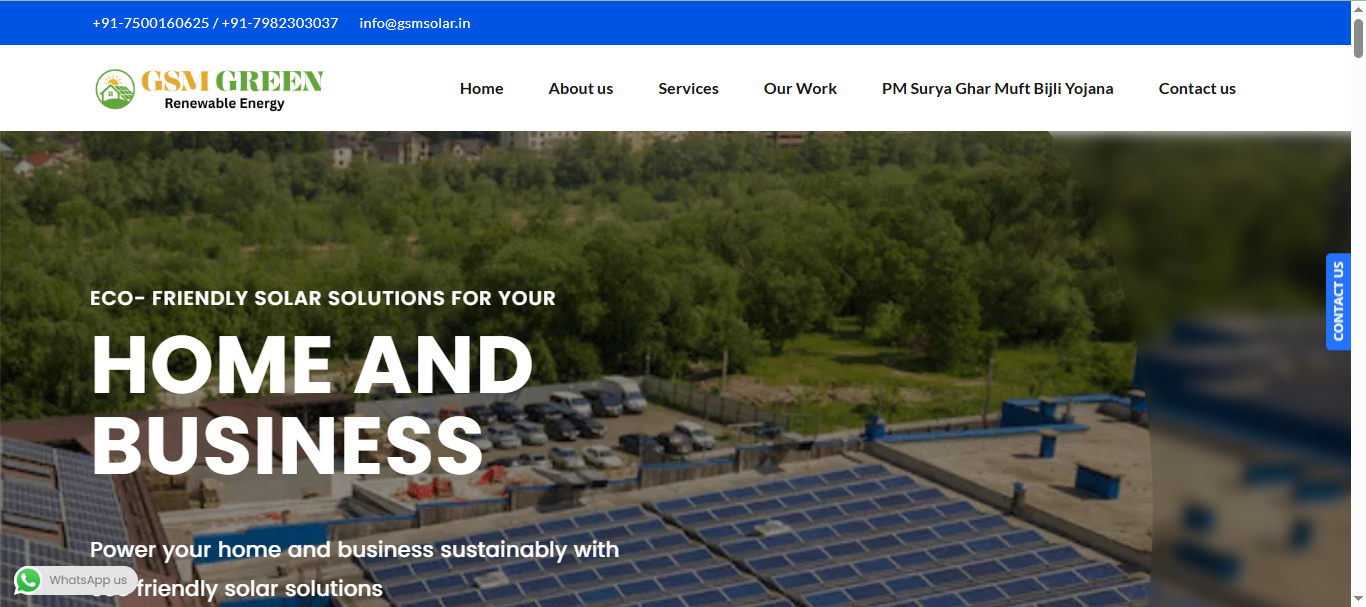 +91-7500160625 / +91-7982303037 info@gsmsolar.in
GSM GREEN
Renewable Energy
Home About us Services Our Work PM Surya Ghar Muft Bijli Yojana Contact us
CONTACT US
ECO- FRIENDLY SOLAR SOLUTIONS FOR YOUR
HOME AND
BUSINESS
Power your home and business sustainably with
friendly solar solutions
WhatsApp us